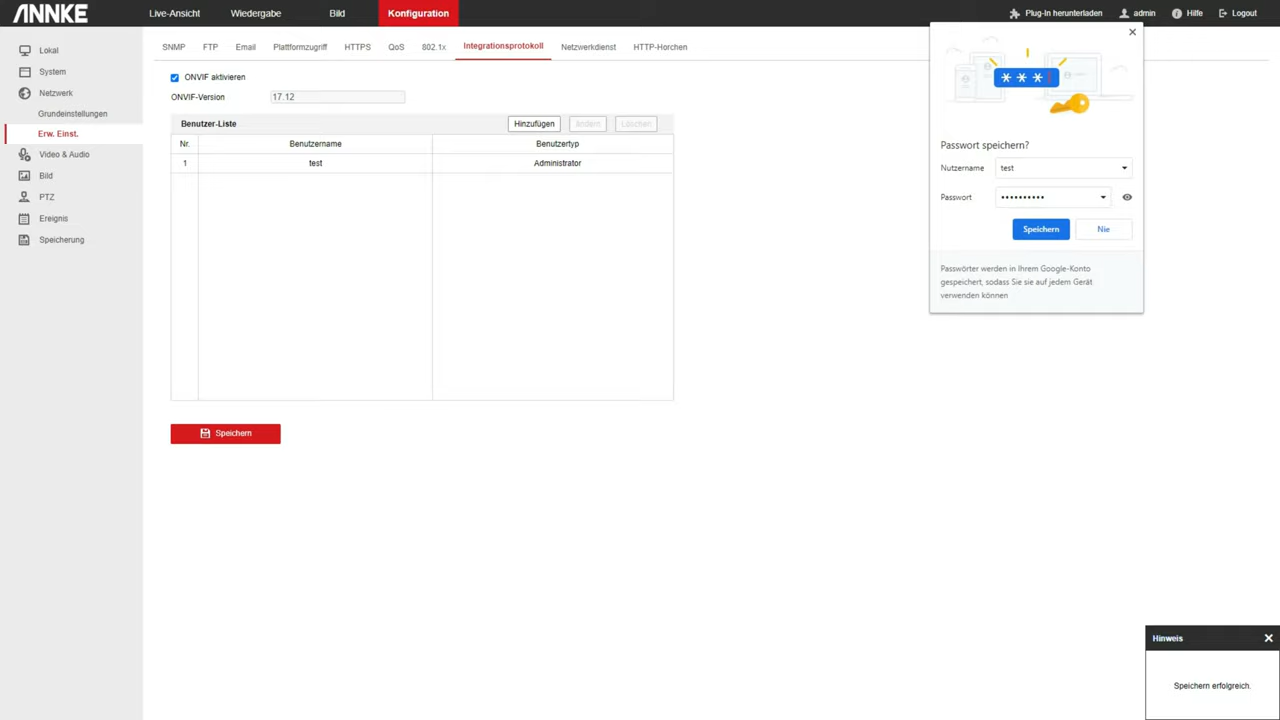 ANNKE
Live-Ansicht
Wiedergabe
Bild
Konfiguration
Plug-In herunterladen
admin
Hilfe
Logout
Lokal
System
Netzwerk
Grundeinstellungen
Erw. Einst.
Video & Audio
Bild
PTZ
Ereignis
Speicherung
SNMP
FTP
Email
Plattformzugriff
HTTPS
QoS
802.1x
Integrationsprotokoll
Netzwerkdienst
HTTP-Horchen
ONVIF aktivieren
ONVIF-Version
17.12
Benutzer-Liste
Hinzufügen
Ändern
Löschen
Nr.
Benutzername
Benutzertyp
1
test
Administrator
Speichern
Passwort speichern?
Nutzername
test
Passwort
••••••••••
Speichern
Nie
Passwörter werden in Ihrem Google-Konto
gespeichert, sodass Sie sie auf jedem Gerät
verwenden können
Hinweis
Speichern erfolgreich.